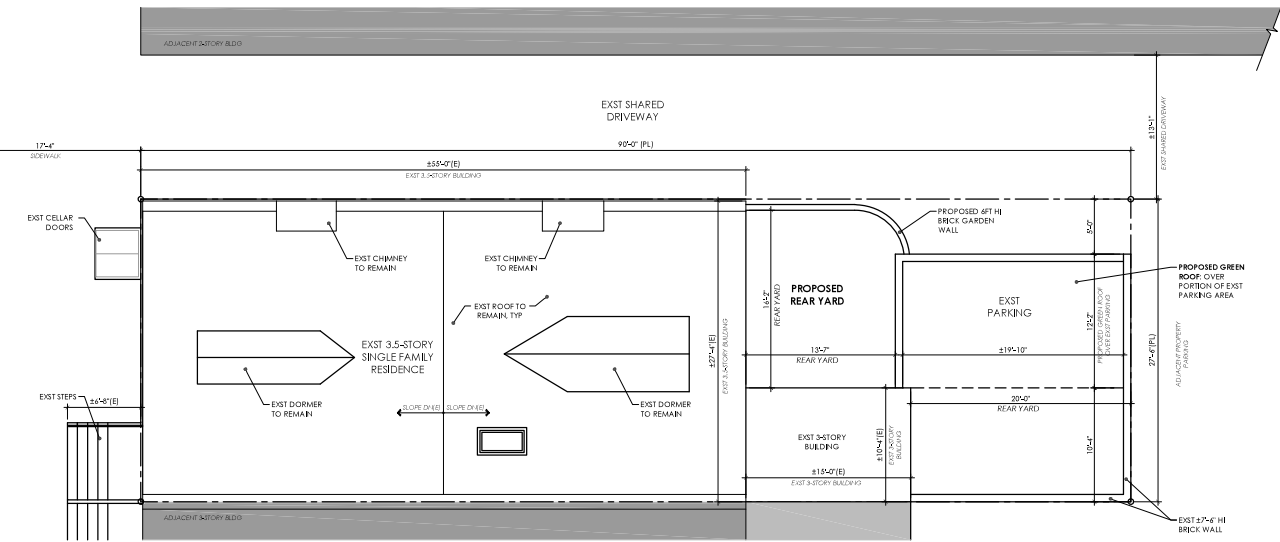 ADJACENT 2-STORY BLDG
EXST SHARED
DRIVEWAY
±13'-1"
EXST SHARED DRIVEWAY
17'-4"
SIDEWALK
90'-0" (PL)
±55'-0"(E)
EXST 3.5-STORY BUILDING
EXST CELLAR
DOORS
EXST CHIMNEY
TO REMAIN
EXST CHIMNEY
TO REMAIN
PROPOSED 6FT HI
BRICK GARDEN
WALL
5'-0"
PROPOSED GREEN
ROOF: OVER
PORTION OF EXST
PARKING AREA
EXST ROOF TO
REMAIN, TYP
PROPOSED
REAR YARD
16'-2"
REAR YARD
EXST
PARKING
12'-2"
PROPOSED GREEN ROOF
OVER EXST PARKING
27'-6"(PL)
ADJACENT PROPERTY
PARKING
EXST 3.5-STORY
SINGLE FAMILY
RESIDENCE
±27'-4"(E)
EXST 3.5-STORY BUILDING
13'-7"
REAR YARD
±19'-10"
EXST STEPS
±6'-8"(E)
EXST DORMER
TO REMAIN
SLOPE DN(E)
SLOPE DN(E)
EXST DORMER
TO REMAIN
20'-0"
REAR YARD
EXST 3-STORY
BUILDING
±10'-4"(E)
EXST 3-STORY
BUILDING
10'-4"
±15'-0"(E)
EXST 3-STORY BUILDING
ADJACENT 3-STORY BLDG
EXST ±7'-6" HI
BRICK WALL